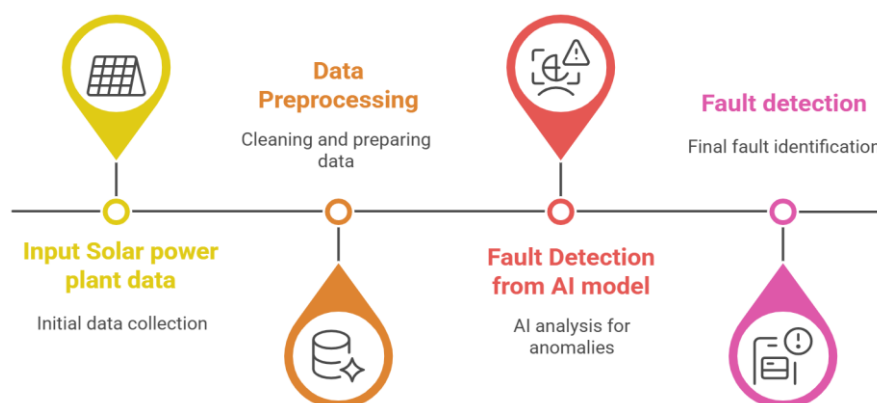 Input Solar power
plant data
Initial data collection
Data
Preprocessing
Cleaning and preparing
data
Fault Detection
from AI model
AI analysis for
anomalies
Fault detection
Final fault identification